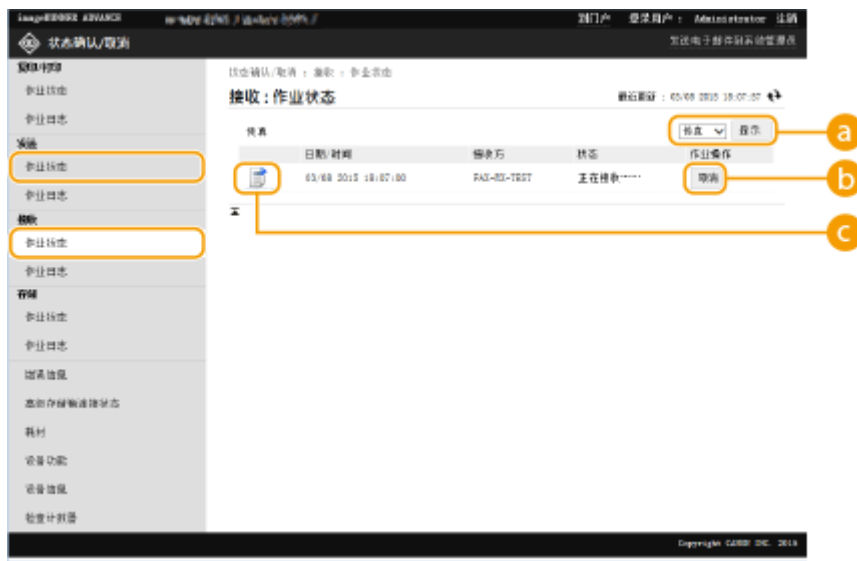 imageRUNNER ADVANCE
到门户 登录用户： Administrator 注销
状态确认/取消
发送电子邮件到系统管理员
复印/打印
作业状态
作业日志
发送
作业状态
作业日志
接收
作业状态
作业日志
存储
作业状态
作业日志
错误信息
高级存储箱连接状态
耗材
设备功能
设备信息
检查计数器
状态确认/取消 : 接收 : 作业状态
接收:作业状态
最近更新 : 03/08 2015 18:07:57
传真
传真 显示
日期/时间 接收方 状态 作业操作
03/08 2015 18:07:00 FAX-RX-TEST 正在接收…… 取消
a
b
c
Copyright CANON INC. 2015